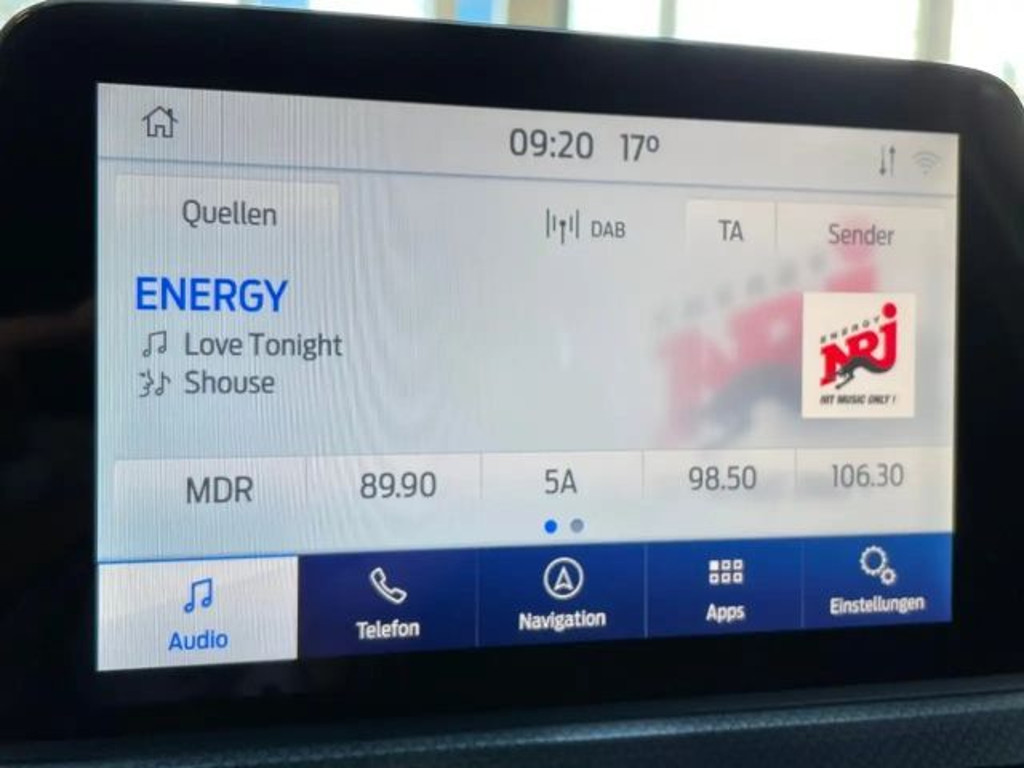 09:20 17º
Quellen
DAB
TA
Sender
ENERGY
Love Tonight
Shouse
ENERGY
NRJ
HIT MUSIC ONLY !
MDR
89.90
5A
98.50
106.30
Audio
Telefon
Navigation
Apps
Einstellungen